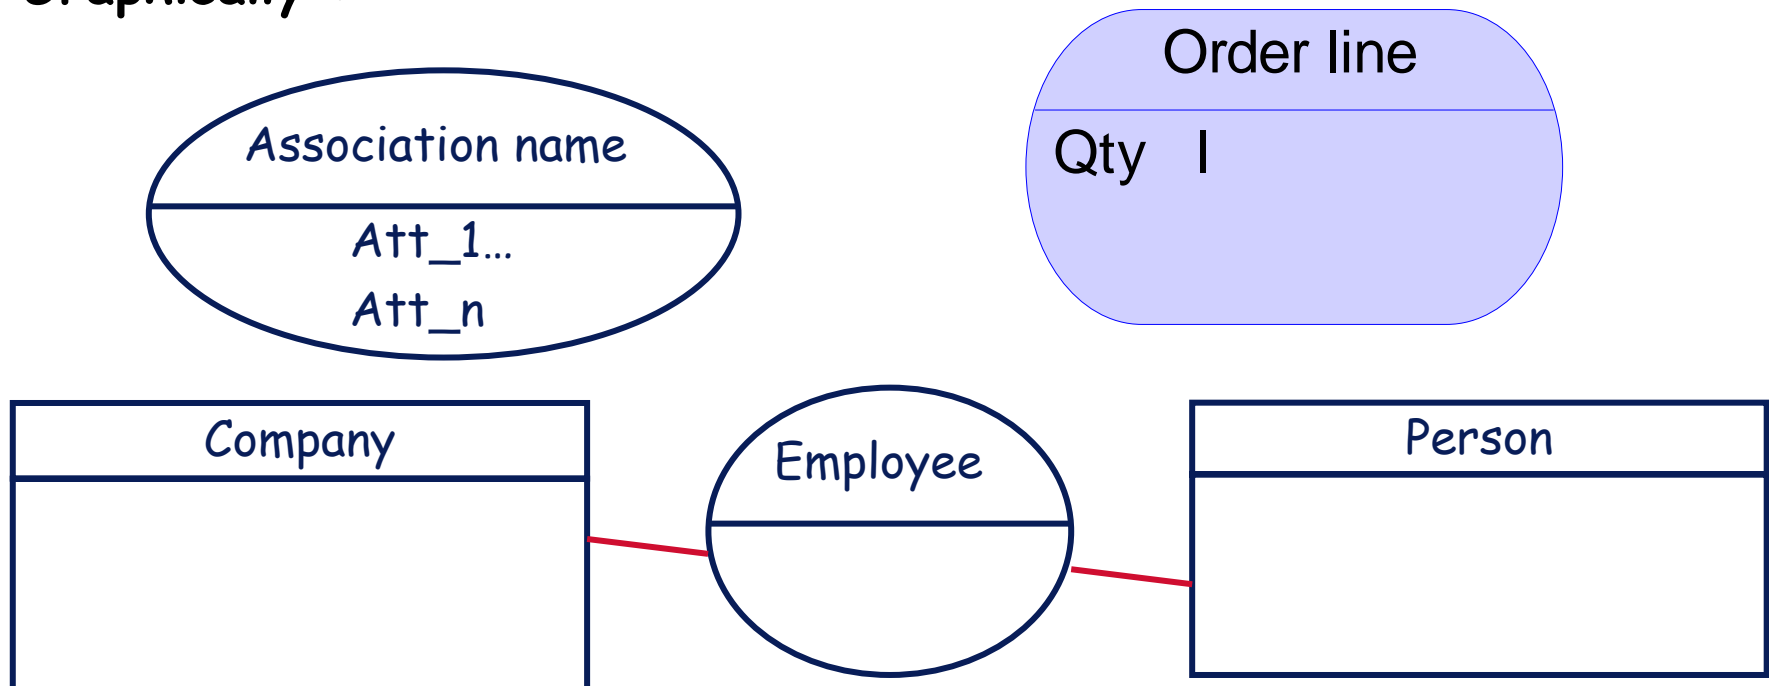 Order line
Association name
Qty I
Att_1...
Att_n
Company
Employee
Person